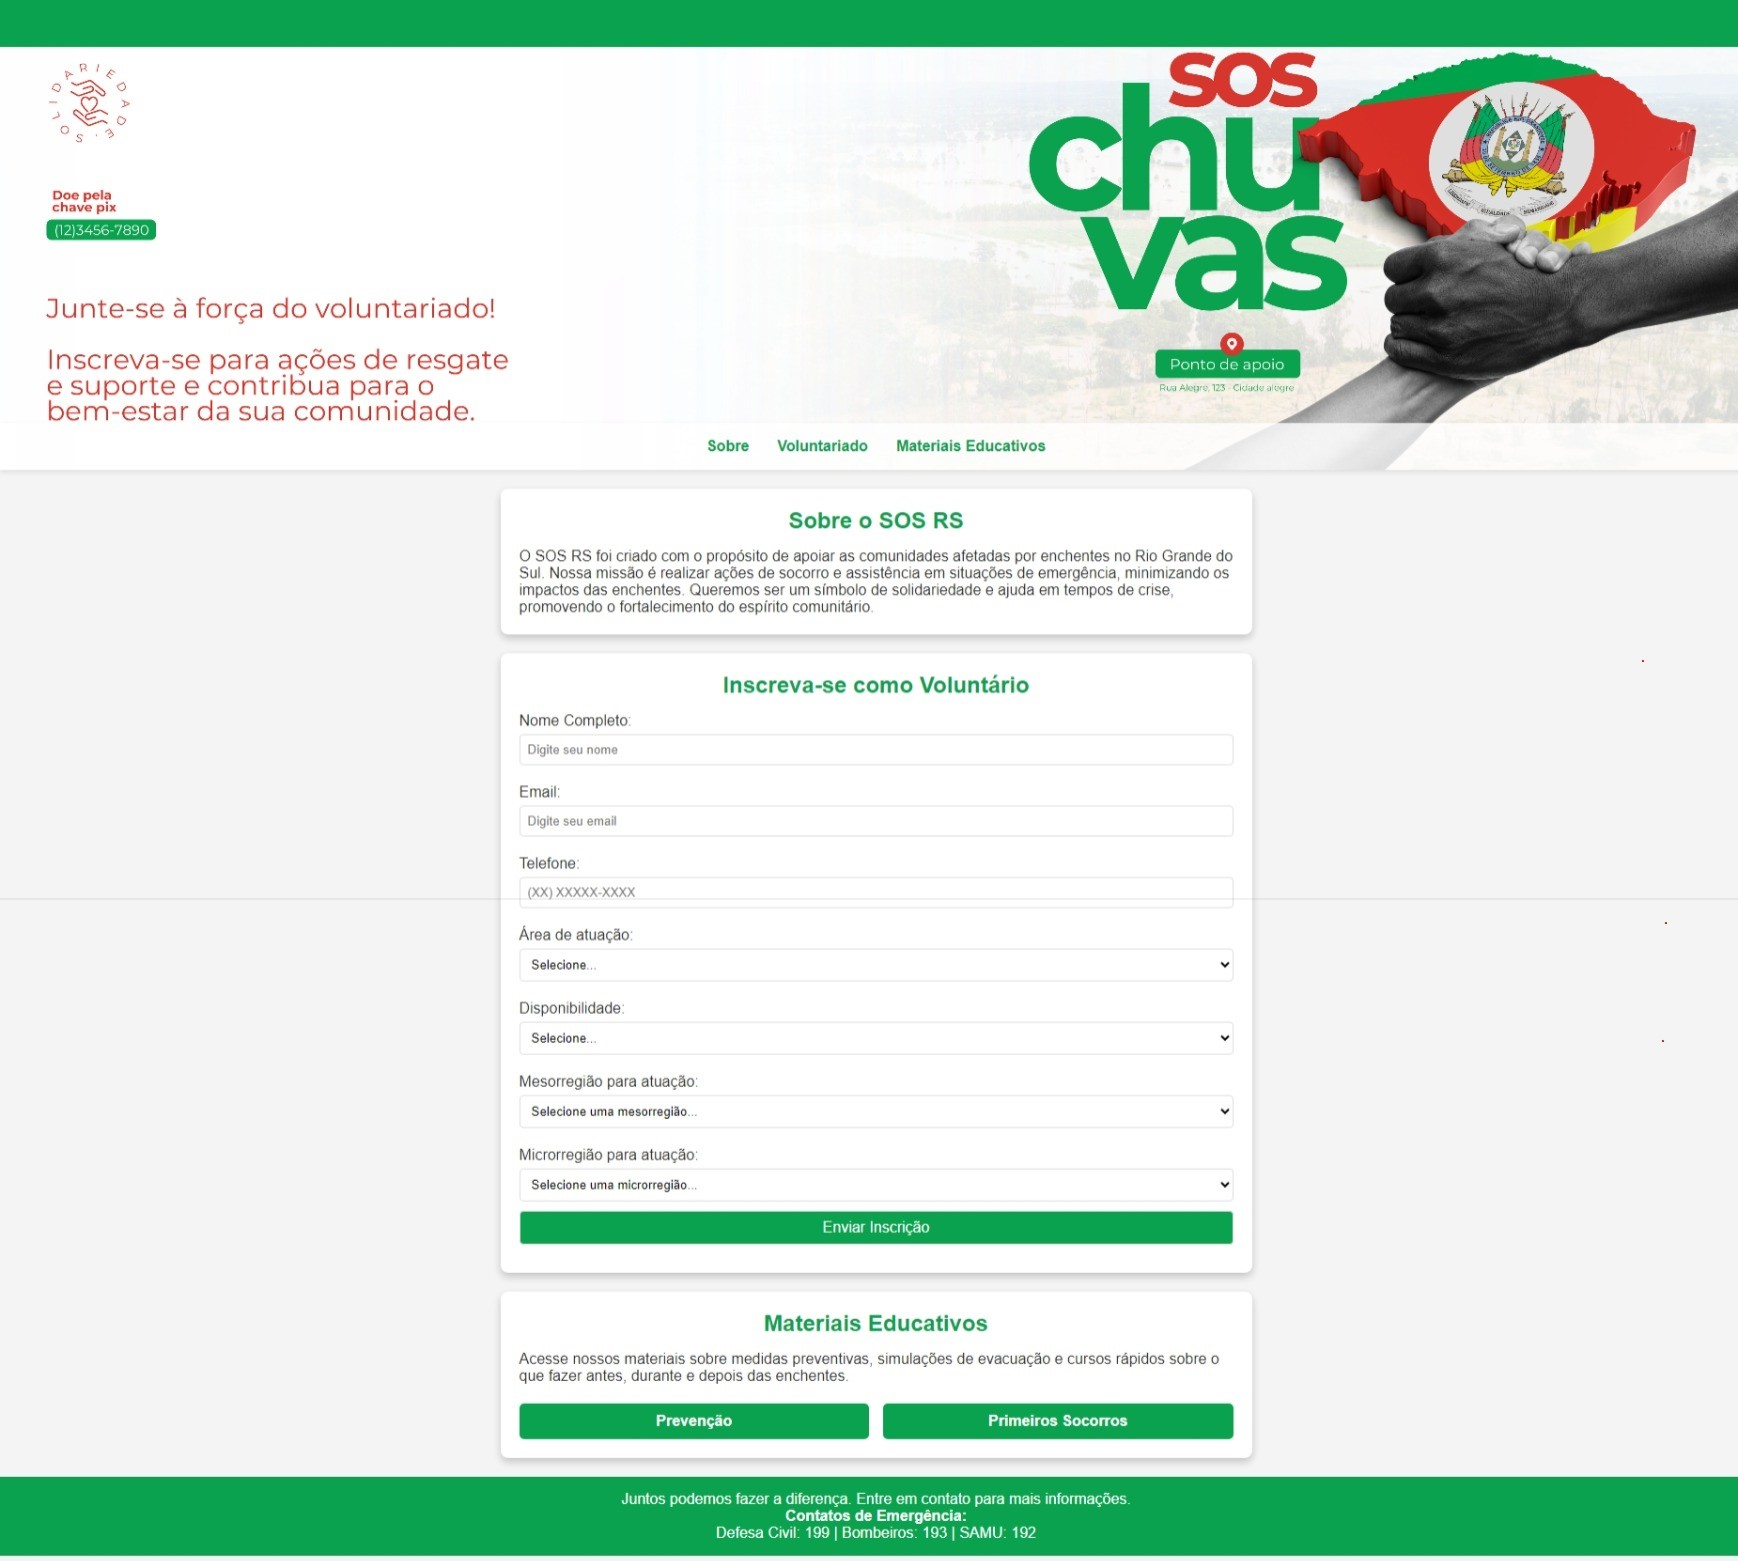 SOLIDARIEDADE
Doe pela
chave pix
(12)3456-7890
Junte-se à força do voluntariado!
Inscreva-se para ações de resgate
e suporte e contribua para o
bem-estar da sua comunidade.
sos
chu
vas
Ponto de apoio
Rua Alegre, 123 - Cidade alegre
Sobre Voluntariado Materiais Educativos
Sobre o SOS RS
O SOS RS foi criado com o propósito de apoiar as comunidades afetadas por enchentes no Rio Grande do
Sul. Nossa missão é realizar ações de socorro e assistência em situações de emergência, minimizando os
impactos das enchentes. Queremos ser um símbolo de solidariedade e ajuda em tempos de crise,
promovendo o fortalecimento do espírito comunitário.
Inscreva-se como Voluntário
Nome Completo:
Digite seu nome
Email:
Digite seu email
Telefone:
(XX) XXXXX-XXXX
Área de atuação:
Selecione...
Disponibilidade:
Selecione...
Mesorregião para atuação:
Selecione uma mesorregião...
Microrregião para atuação:
Selecione uma microrregião...
Enviar Inscrição
Materiais Educativos
Acesse nossos materiais sobre medidas preventivas, simulações de evacuação e cursos rápidos sobre o
que fazer antes, durante e depois das enchentes.
Prevenção Primeiros Socorros
Juntos podemos fazer a diferença. Entre em contato para mais informações.
Contatos de Emergência:
Defesa Civil: 199 | Bombeiros: 193 | SAMU: 192